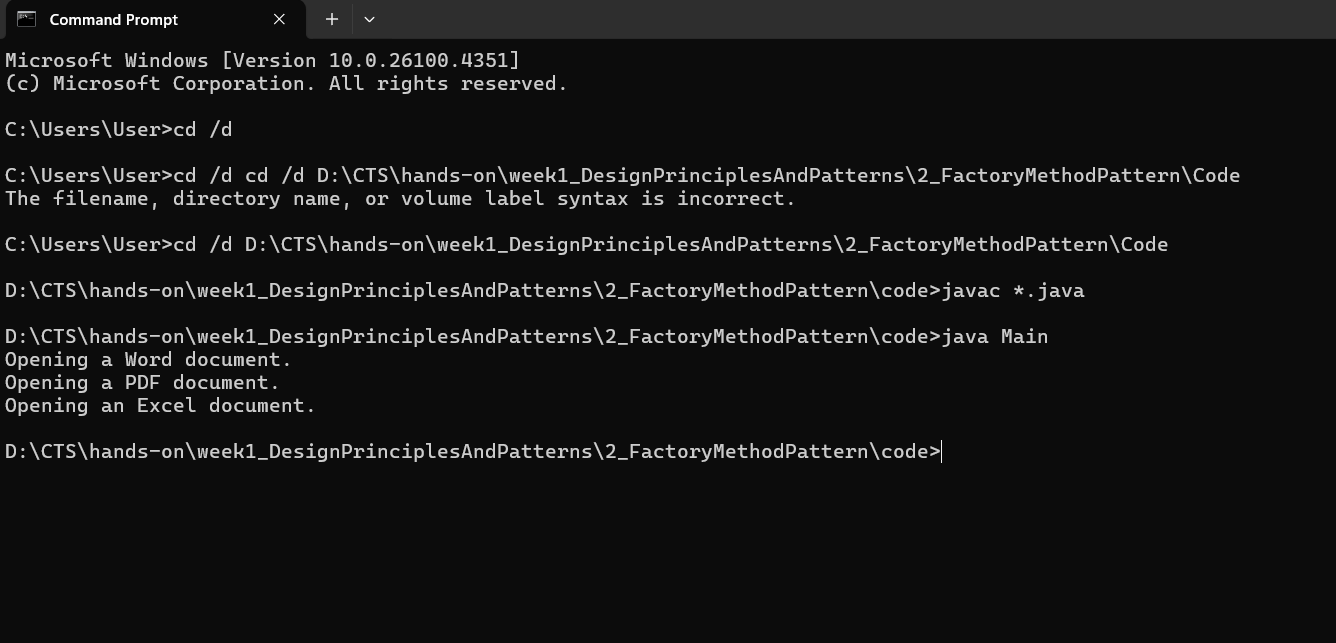 Command Prompt
Microsoft Windows [Version 10.0.26100.4351]
(c) Microsoft Corporation. All rights reserved.
C:\Users\User>cd /d
C:\Users\User>cd /d cd /d D:\CTS\hands-on\week1_DesignPrinciplesAndPatterns\2_FactoryMethodPattern\Code
The filename, directory name, or volume label syntax is incorrect.
C:\Users\User>cd /d D:\CTS\hands-on\week1_DesignPrinciplesAndPatterns\2_FactoryMethodPattern\Code
D:\CTS\hands-on\week1_DesignPrinciplesAndPatterns\2_FactoryMethodPattern\code>javac *.java
D:\CTS\hands-on\week1_DesignPrinciplesAndPatterns\2_FactoryMethodPattern\code>java Main
Opening a Word document.
Opening a PDF document.
Opening an Excel document.
D:\CTS\hands-on\week1_DesignPrinciplesAndPatterns\2_FactoryMethodPattern\code>